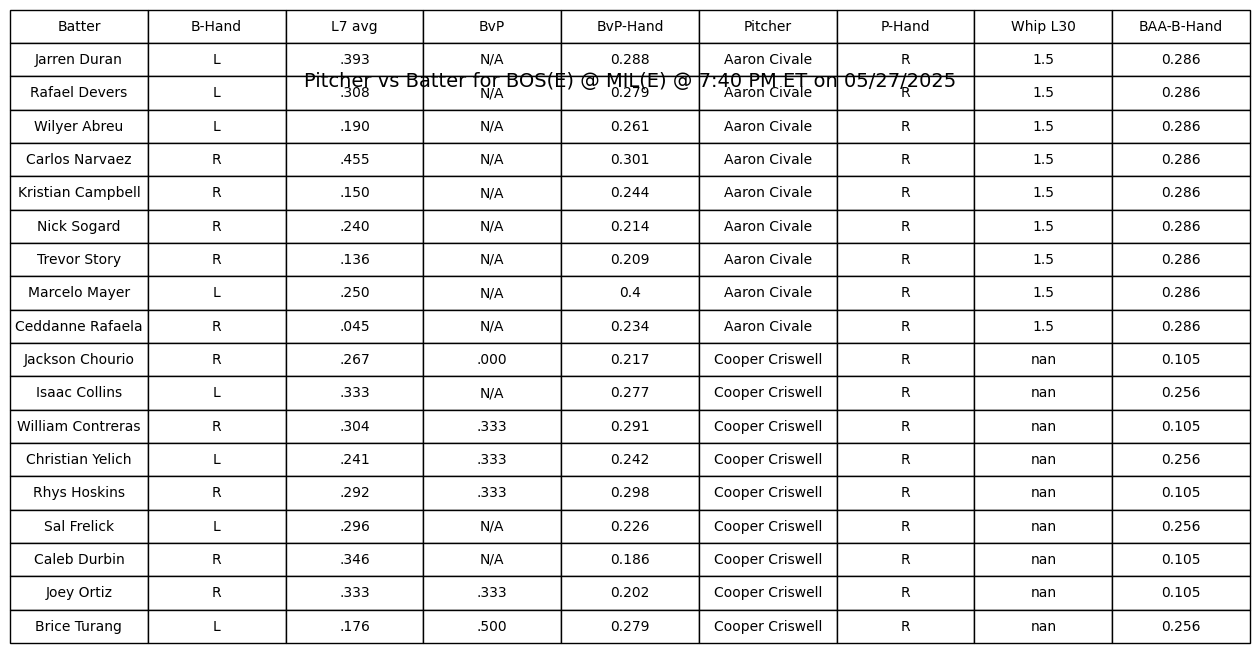 Batter B-Hand L7 avg BvP BvP-Hand Pitcher P-Hand Whip L30 BAA-B-Hand
Jarren Duran L .393 N/A 0.288 Aaron Civale R 1.5 0.286
Pitcher vs Batter for BOS(E) @ MIL(E) @ 7:40 PM ET on 05/27/2025
Rafael Devers L .308 N/A 0.279 Aaron Civale R 1.5 0.286
Wilyer Abreu L .190 N/A 0.261 Aaron Civale R 1.5 0.286
Carlos Narvaez R .455 N/A 0.301 Aaron Civale R 1.5 0.286
Kristian Campbell R .150 N/A 0.244 Aaron Civale R 1.5 0.286
Nick Sogard R .240 N/A 0.214 Aaron Civale R 1.5 0.286
Trevor Story R .136 N/A 0.209 Aaron Civale R 1.5 0.286
Marcelo Mayer L .250 N/A 0.4 Aaron Civale R 1.5 0.286
Ceddanne Rafaela R .045 N/A 0.234 Aaron Civale R 1.5 0.286
Jackson Chourio R .267 .000 0.217 Cooper Criswell R nan 0.105
Isaac Collins L .333 N/A 0.277 Cooper Criswell R nan 0.256
William Contreras R .304 .333 0.291 Cooper Criswell R nan 0.105
Christian Yelich L .241 .333 0.242 Cooper Criswell R nan 0.256
Rhys Hoskins R .292 .333 0.298 Cooper Criswell R nan 0.105
Sal Frelick L .296 N/A 0.226 Cooper Criswell R nan 0.256
Caleb Durbin R .346 N/A 0.186 Cooper Criswell R nan 0.105
Joey Ortiz R .333 .333 0.202 Cooper Criswell R nan 0.105
Brice Turang L .176 .500 0.279 Cooper Criswell R nan 0.256